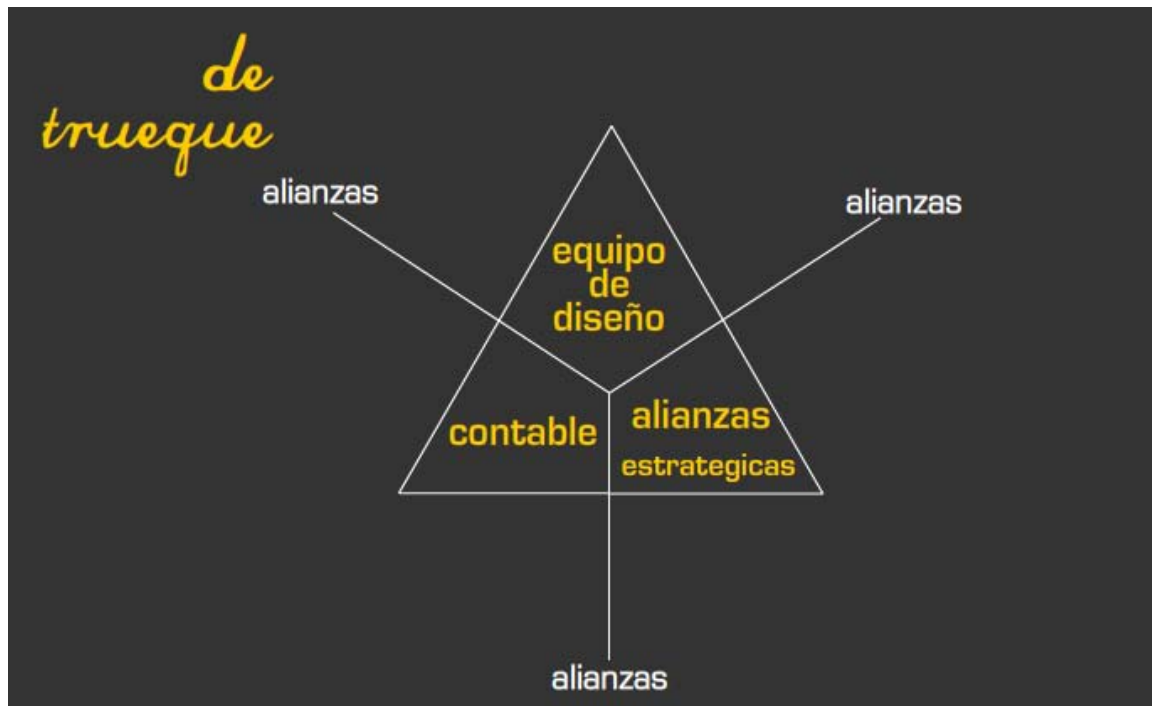 de
trueque
alianzas
alianzas
equipo
de
diseño
contable
alianzas
estrategicas
alianzas